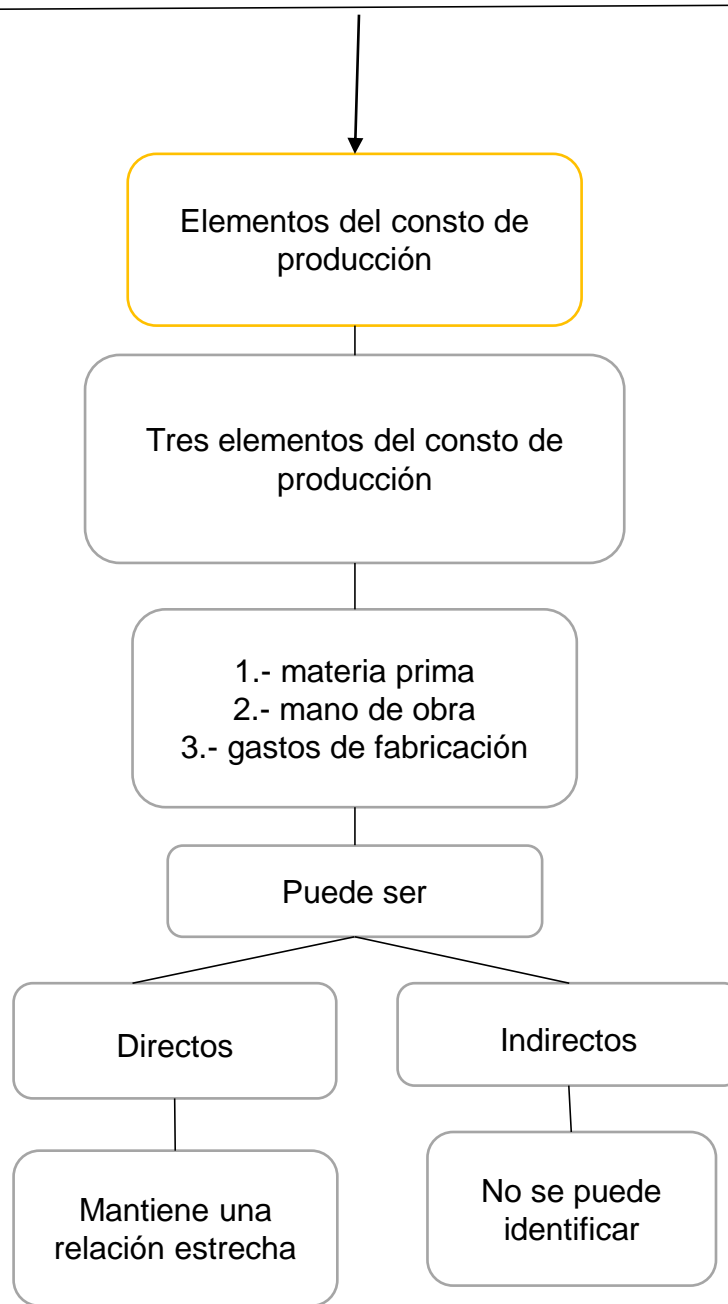 Elementos del consto de
producción
Tres elementos del consto de
producción
1.- materia prima
2.- mano de obra
3.- gastos de fabricación
Puede ser
Directos
Indirectos
Mantiene una
relación estrecha
No se puede
identificar